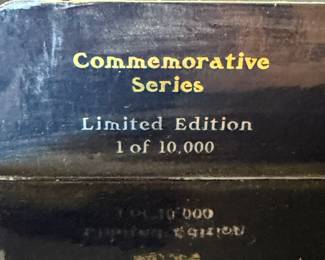 Commemorative
Series
Limited Edition
1 of 10,000